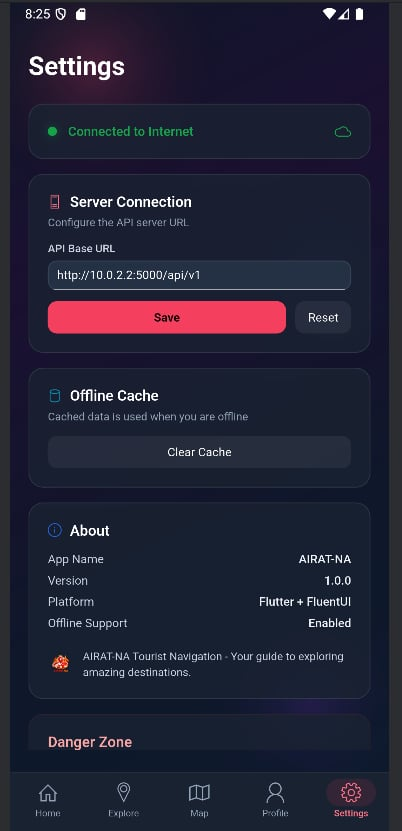 8:25
Settings
Connected to Internet
Server Connection
Configure the API server URL
API Base URL
http://10.0.2.2:5000/api/v1
Save
Reset
Offline Cache
Cached data is used when you are offline
Clear Cache
About
App Name AIRAT-NA
Version 1.0.0
Platform Flutter + FluentUI
Offline Support Enabled
AIRAT-NA Tourist Navigation - Your guide to exploring
amazing destinations.
Danger Zone
Home Explore Map Profile Settings